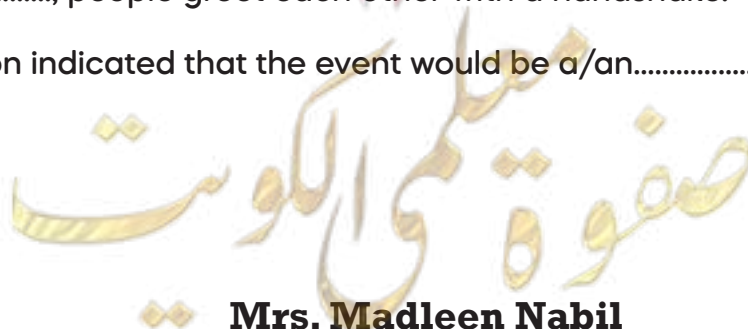 ........, people greet each other with a handshake.
on indicated that the event would be a/an..................
صفوة معلمى الكويت
Mrs. Madleen Nabil